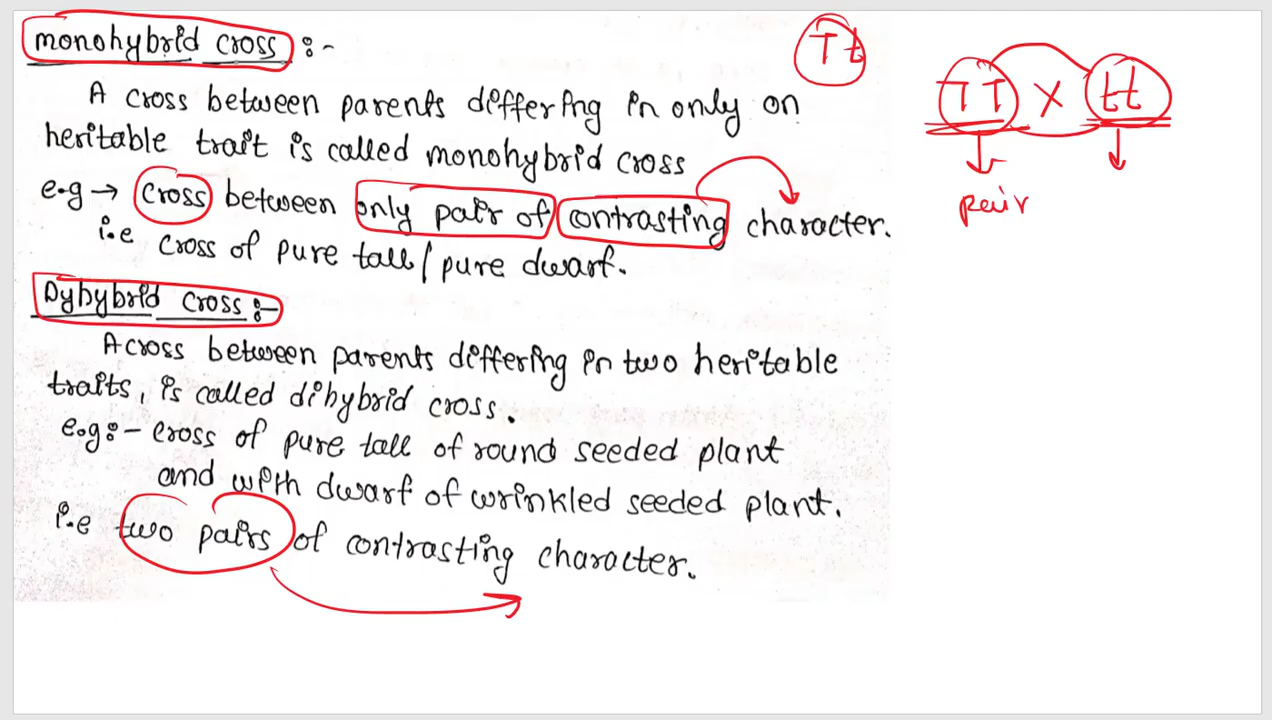 monohybrid cross :-
Tt
TT X tt
A cross between parents differing in only on
heritable trait is called monohybrid cross
e.g → cross between only pair of contrasting character.
pair
i.e cross of pure tall/pure dwarf.
Dyhybrid cross :-
A cross between parents differing in two heritable
traits, is called dihybrid cross.
e.g:- cross of pure tall of round seeded plant
and with dwarf of wrinkled seeded plant.
i.e two pairs of contrasting character.